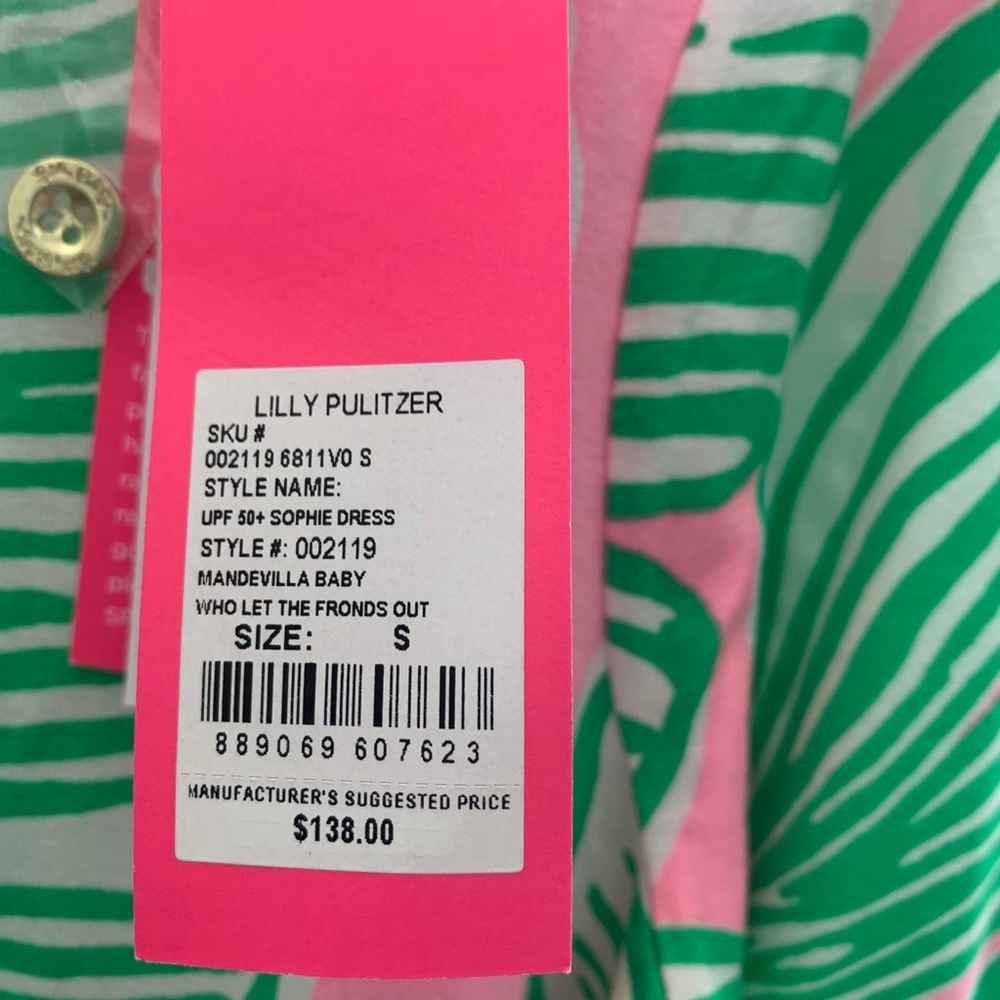 LILLY PULITZER
SKU #
002119 6811V0 S
STYLE NAME:
UPF 50+ SOPHIE DRESS
STYLE #: 002119
MANDEVILLA BABY
WHO LET THE FRONDS OUT
SIZE: S
889069 607623
MANUFACTURER'S SUGGESTED PRICE
$138.00